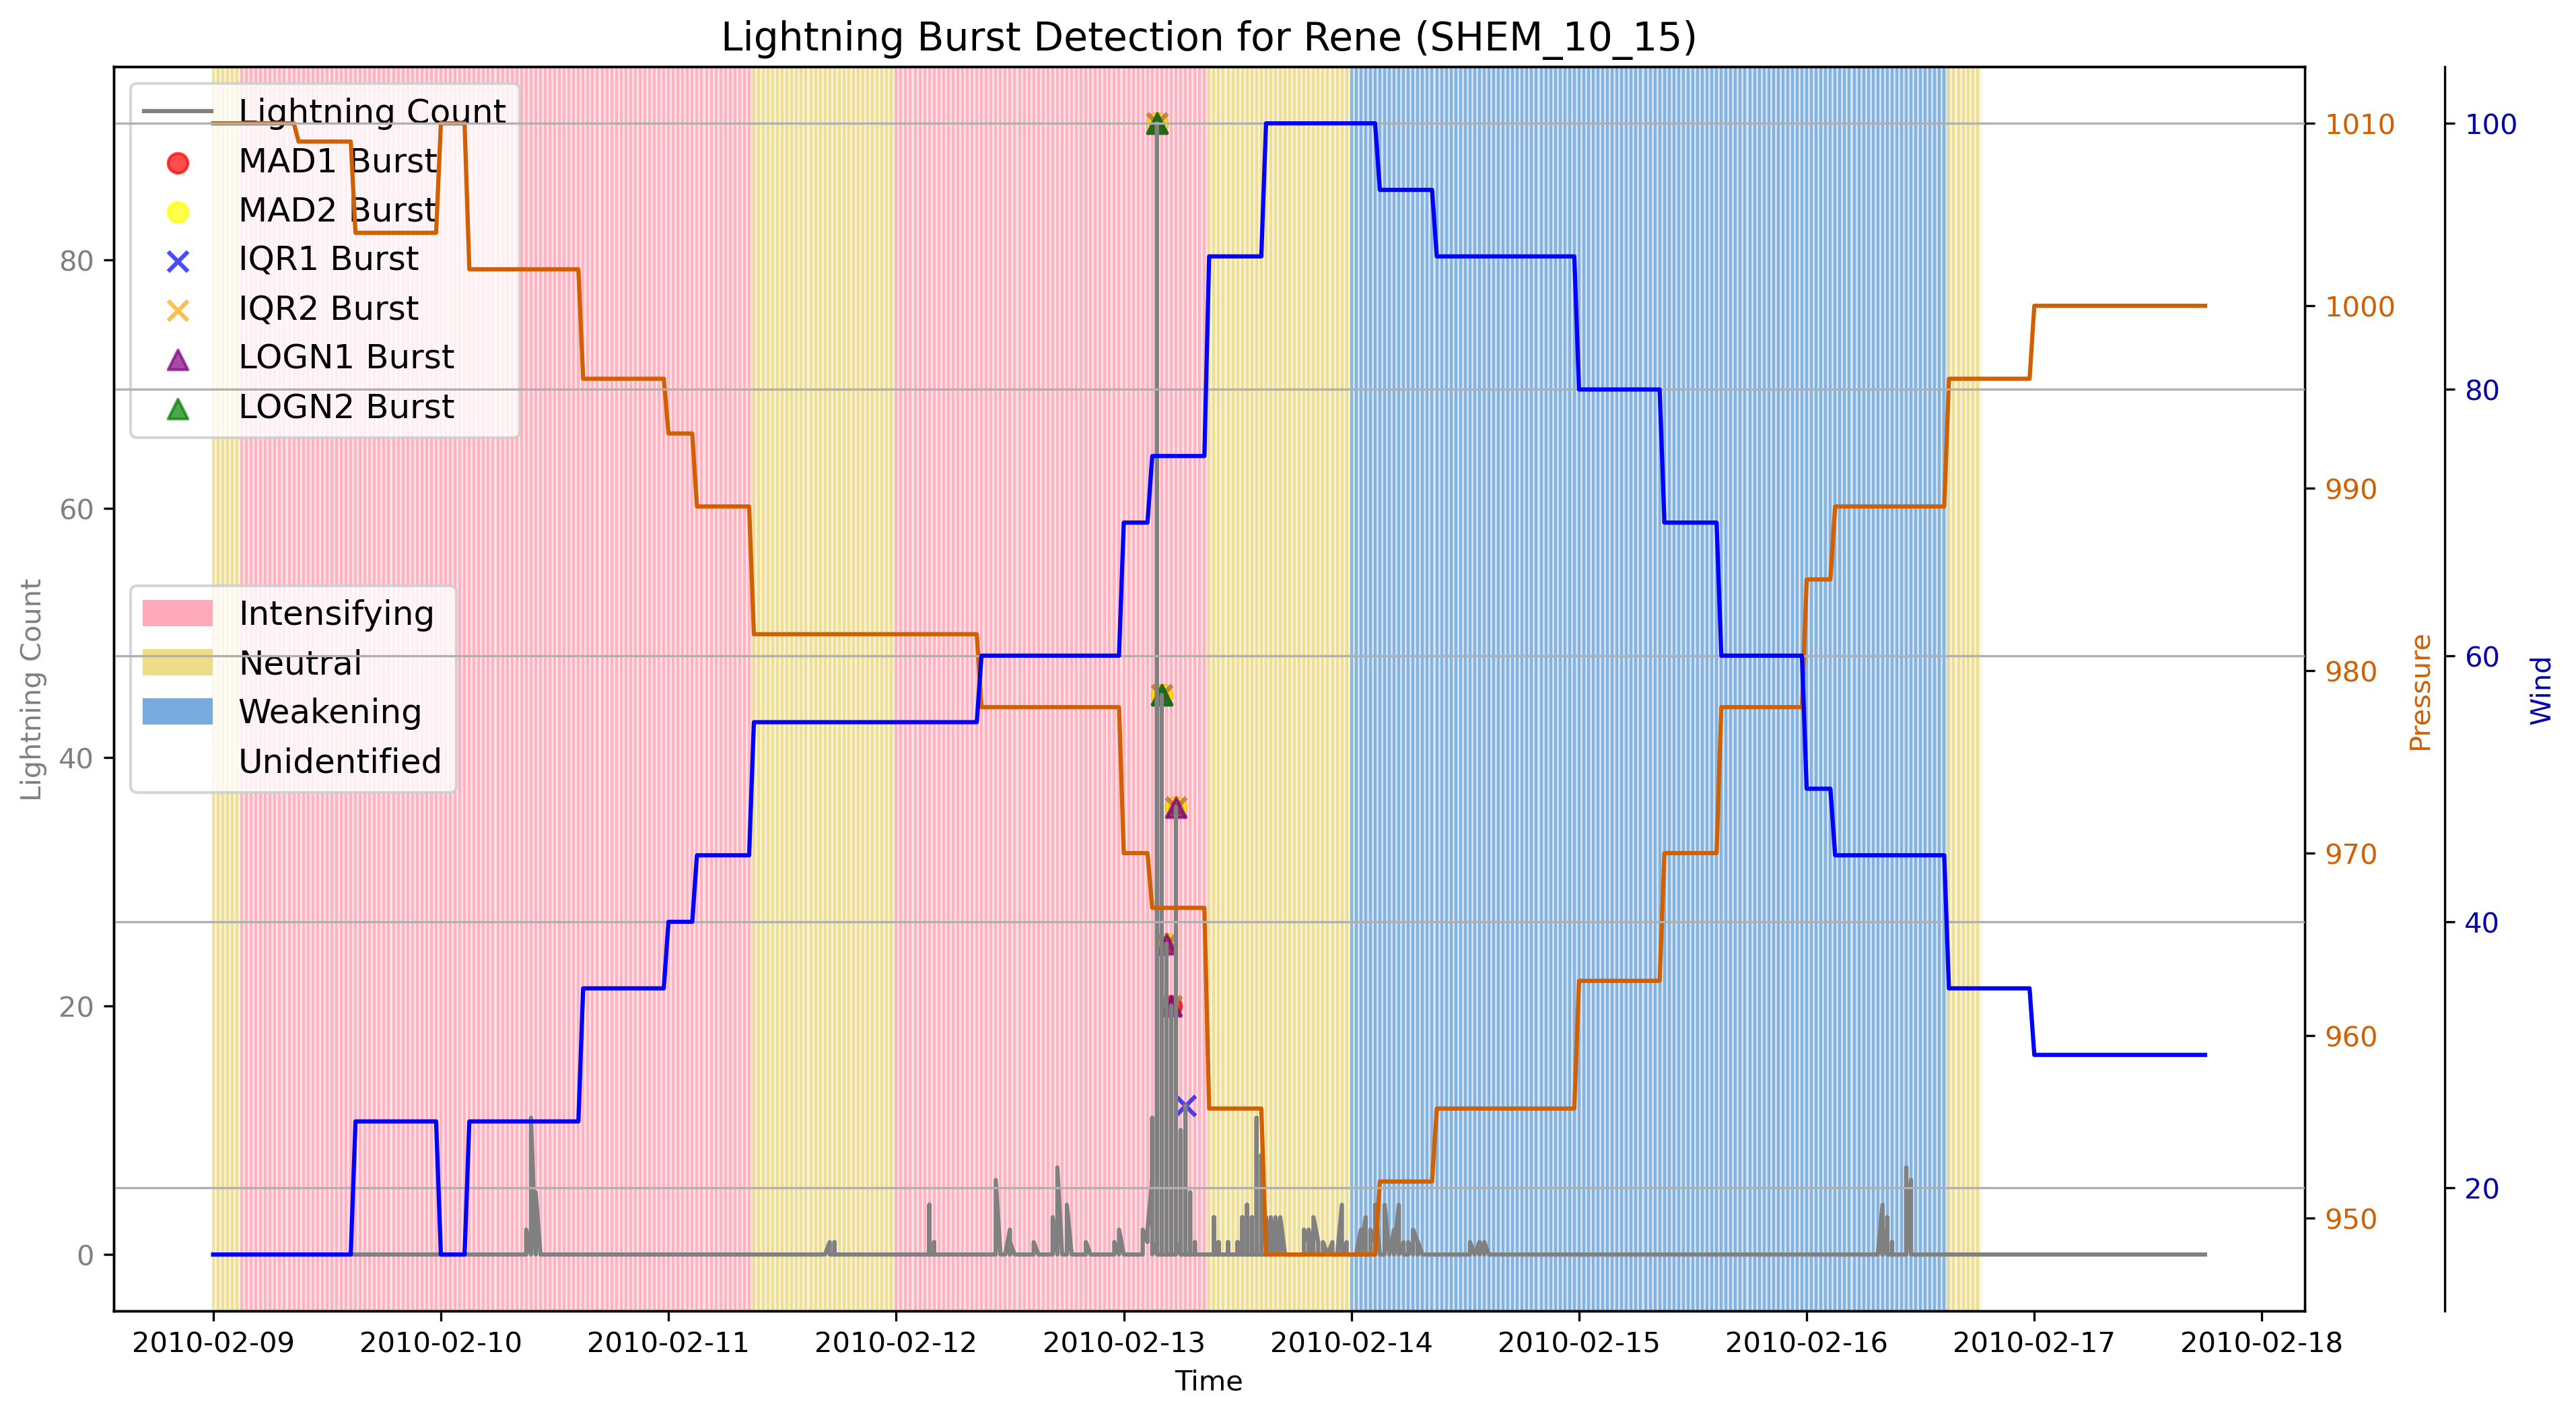 Lightning Burst Detection for Rene (SHEM_10_15)
Lightning Count
MAD1 Burst
MAD2 Burst
IQR1 Burst
IQR2 Burst
LOGN1 Burst
LOGN2 Burst
Intensifying
Neutral
Weakening
Unidentified
Lightning Count
80
60
40
20
0
1010
1000
990
980
970
960
950
Pressure
100
80
60
40
20
Wind
2010-02-09 2010-02-10 2010-02-11 2010-02-12 2010-02-13 2010-02-14 2010-02-15 2010-02-16 2010-02-17 2010-02-18
Time